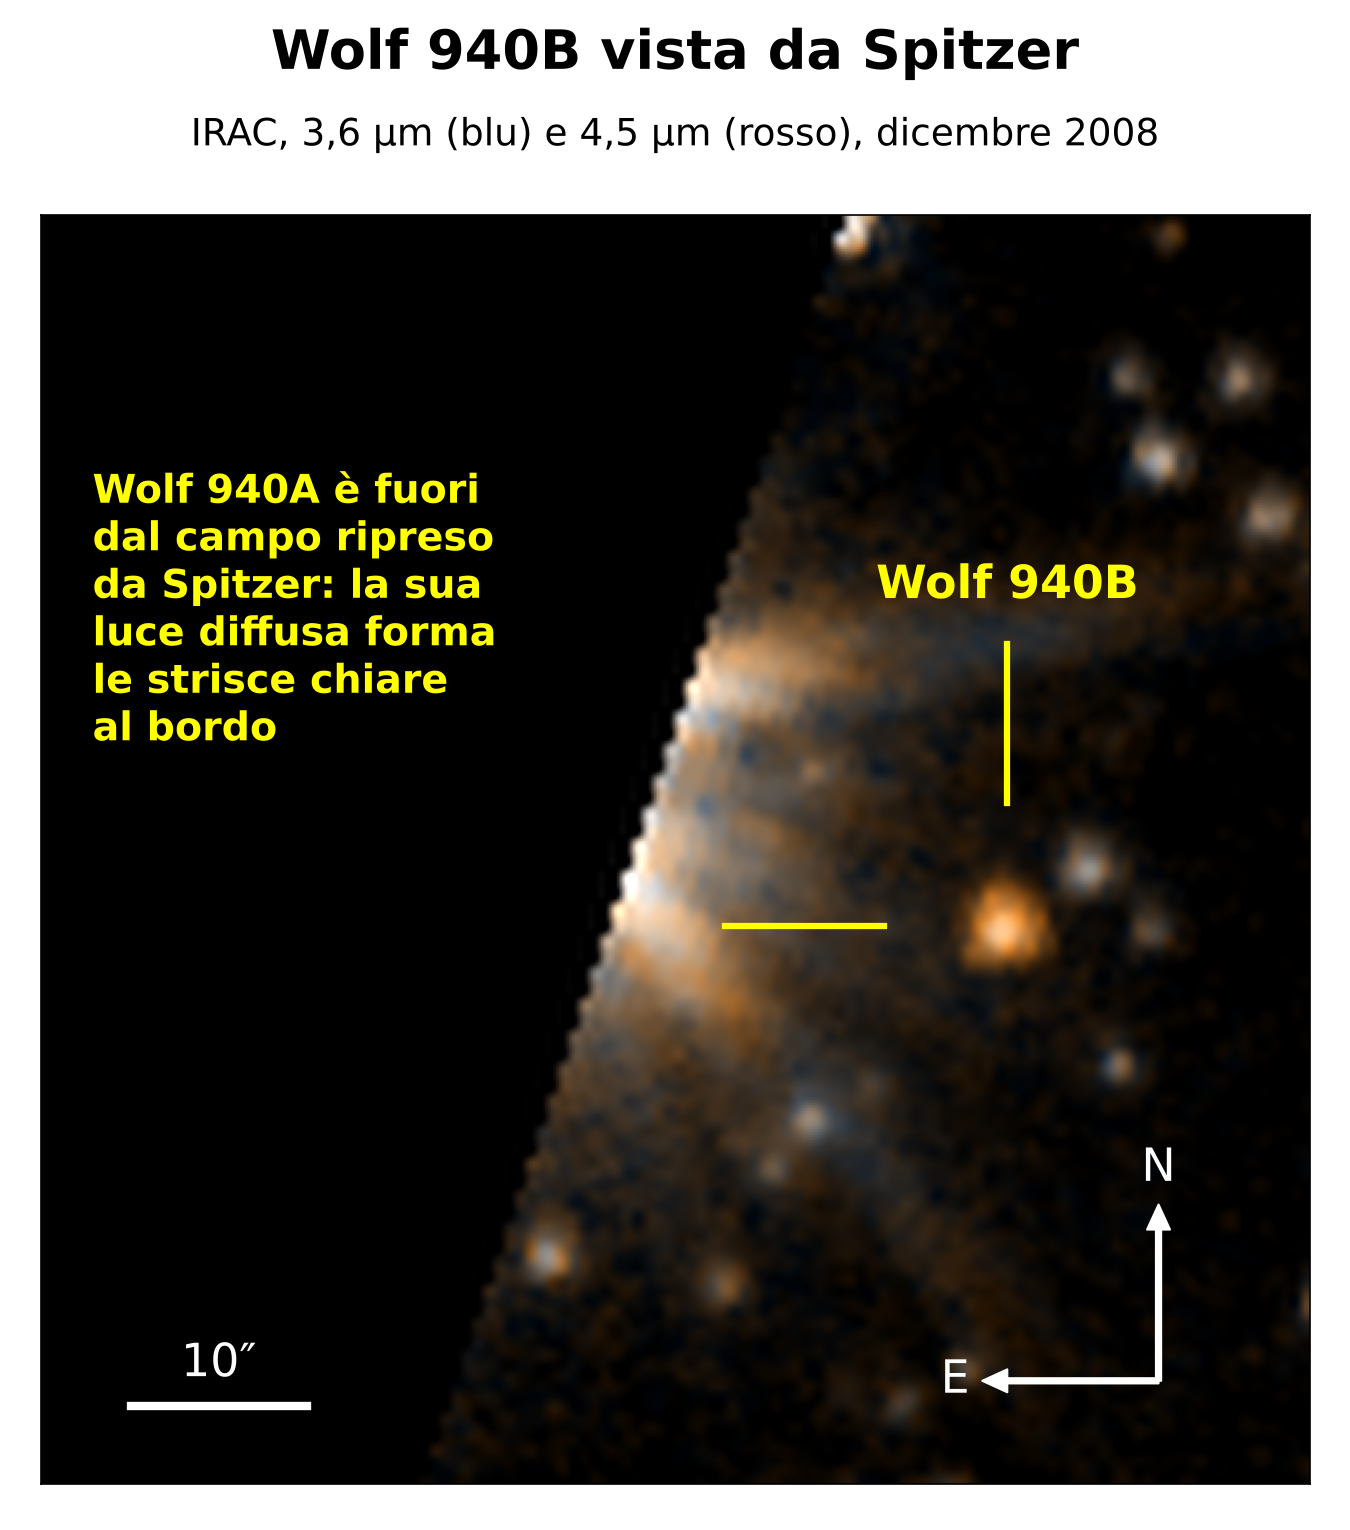 Wolf 940B vista da Spitzer
IRAC, 3,6 µm (blu) e 4,5 µm (rosso), dicembre 2008
Wolf 940A è fuori
dal campo ripreso
da Spitzer: la sua
luce diffusa forma
le strisce chiare
al bordo
Wolf 940B
N
E
10″